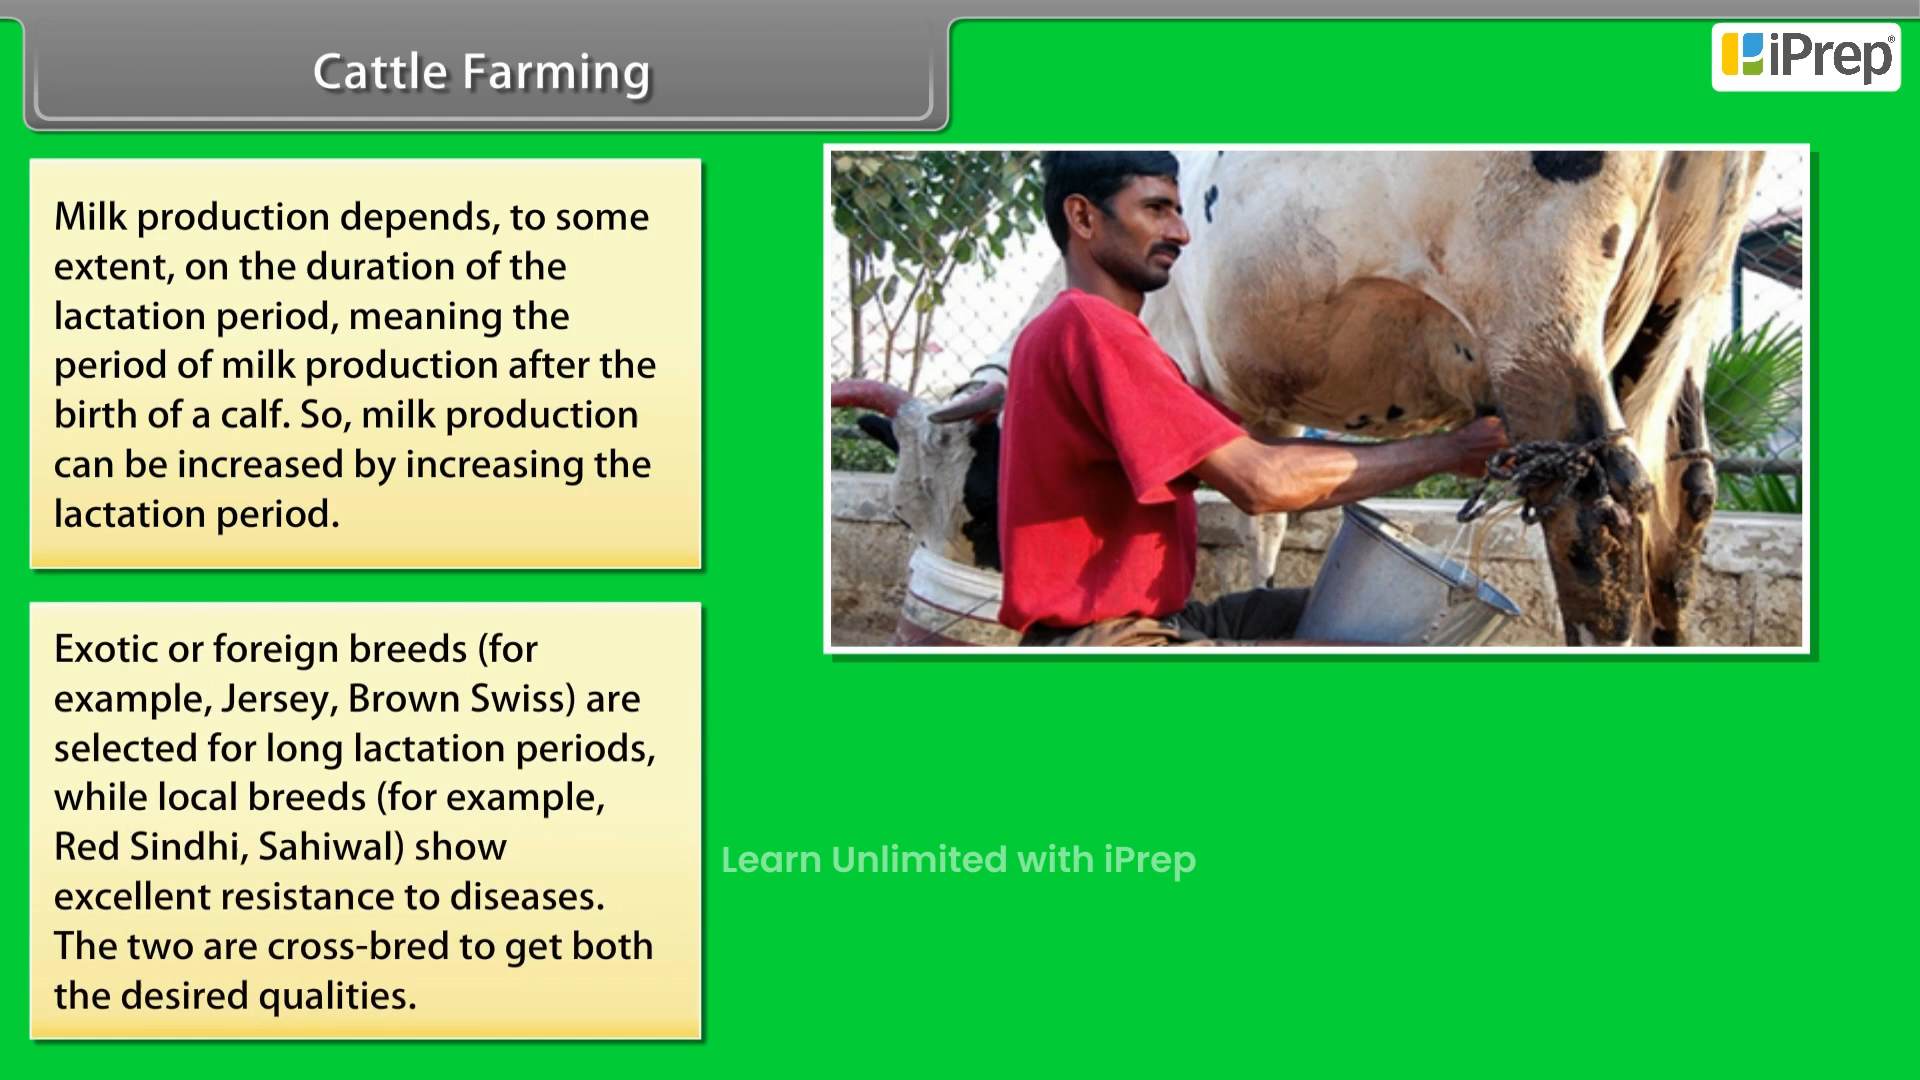 Cattle Farming
iPrep®
Milk production depends, to some
extent, on the duration of the
lactation period, meaning the
period of milk production after the
birth of a calf. So, milk production
can be increased by increasing the
lactation period.
Exotic or foreign breeds (for
example, Jersey, Brown Swiss) are
selected for long lactation periods,
while local breeds (for example,
Red Sindhi, Sahiwal) show
excellent resistance to diseases.
The two are cross-bred to get both
the desired qualities.
Learn Unlimited with iPrep